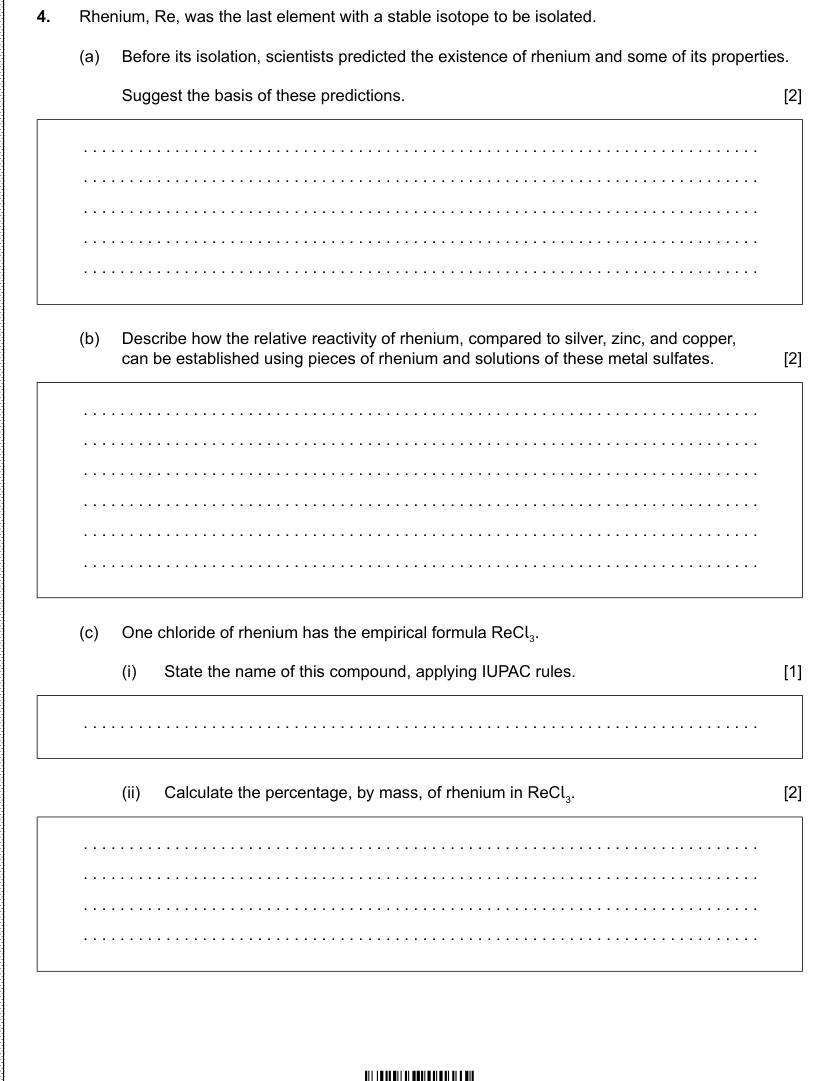 4. Rhenium, Re, was the last element with a stable isotope to be isolated.
(a) Before its isolation, scientists predicted the existence of rhenium and some of its properties.
Suggest the basis of these predictions. [2]
(b) Describe how the relative reactivity of rhenium, compared to silver, zinc, and copper,
can be established using pieces of rhenium and solutions of these metal sulfates. [2]
(c) One chloride of rhenium has the empirical formula ReCl₃.
(i) State the name of this compound, applying IUPAC rules. [1]
(ii) Calculate the percentage, by mass, of rhenium in ReCl₃. [2]